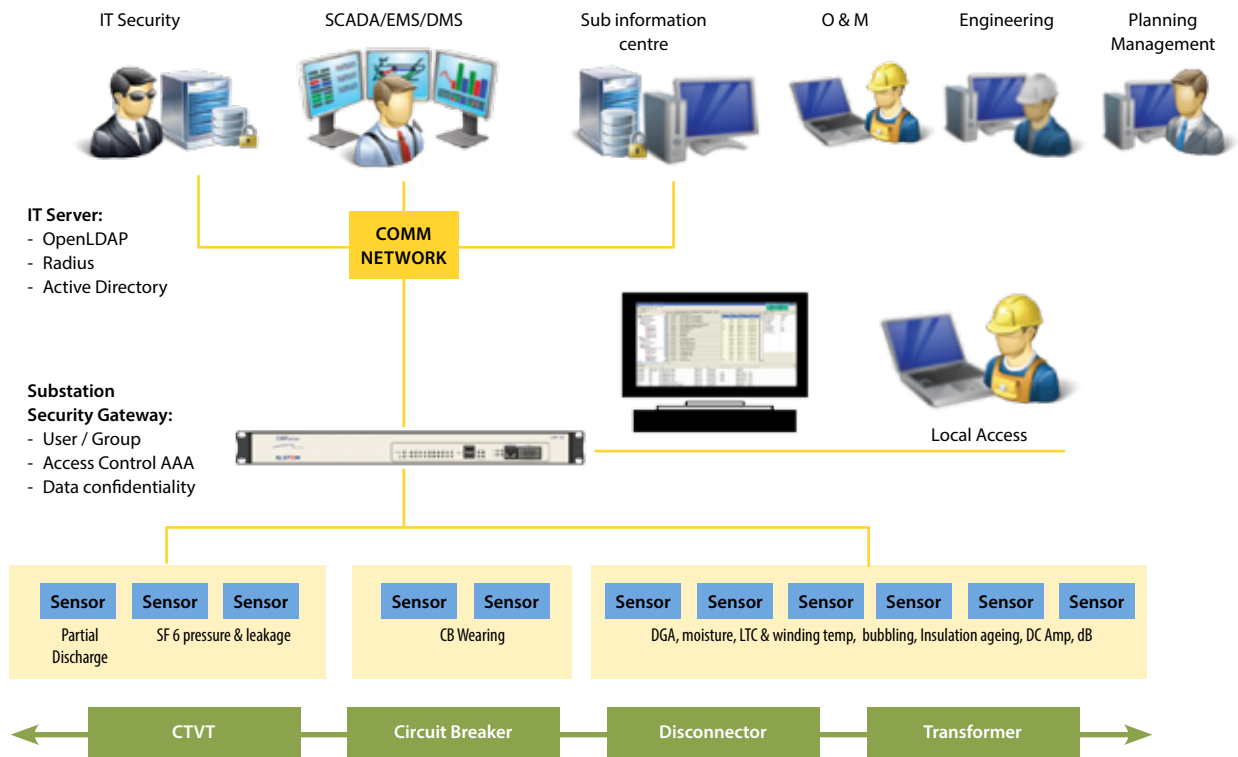 IT Security
SCADA/EMS/DMS
Sub information
centre
O & M
Engineering
Planning
Management
IT Server:
- OpenLDAP
- Radius
- Active Directory
COMM
NETWORK
Substation
Security Gateway:
- User / Group
- Access Control AAA
- Data confidentiality
ALSTOM
Local Access
Sensor Sensor Sensor
Partial
Discharge
SF 6 pressure & leakage
Sensor Sensor
CB Wearing
Sensor Sensor Sensor Sensor Sensor Sensor
DGA, moisture, LTC & winding temp, bubbling, Insulation ageing, DC Amp, dB
CTVT
Circuit Breaker
Disconnector
Transformer